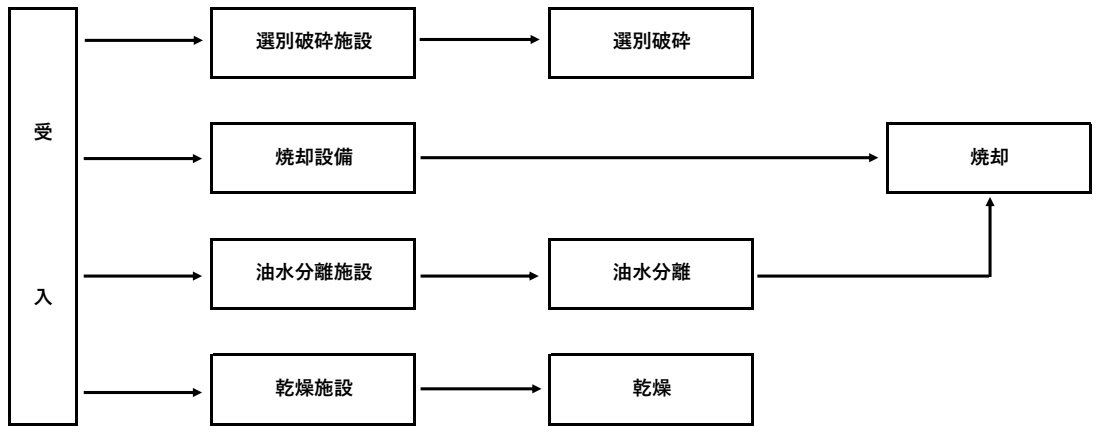 受入
選別破砕施設
選別破砕
焼却設備
焼却
油水分離施設
油水分離
乾燥施設
乾燥